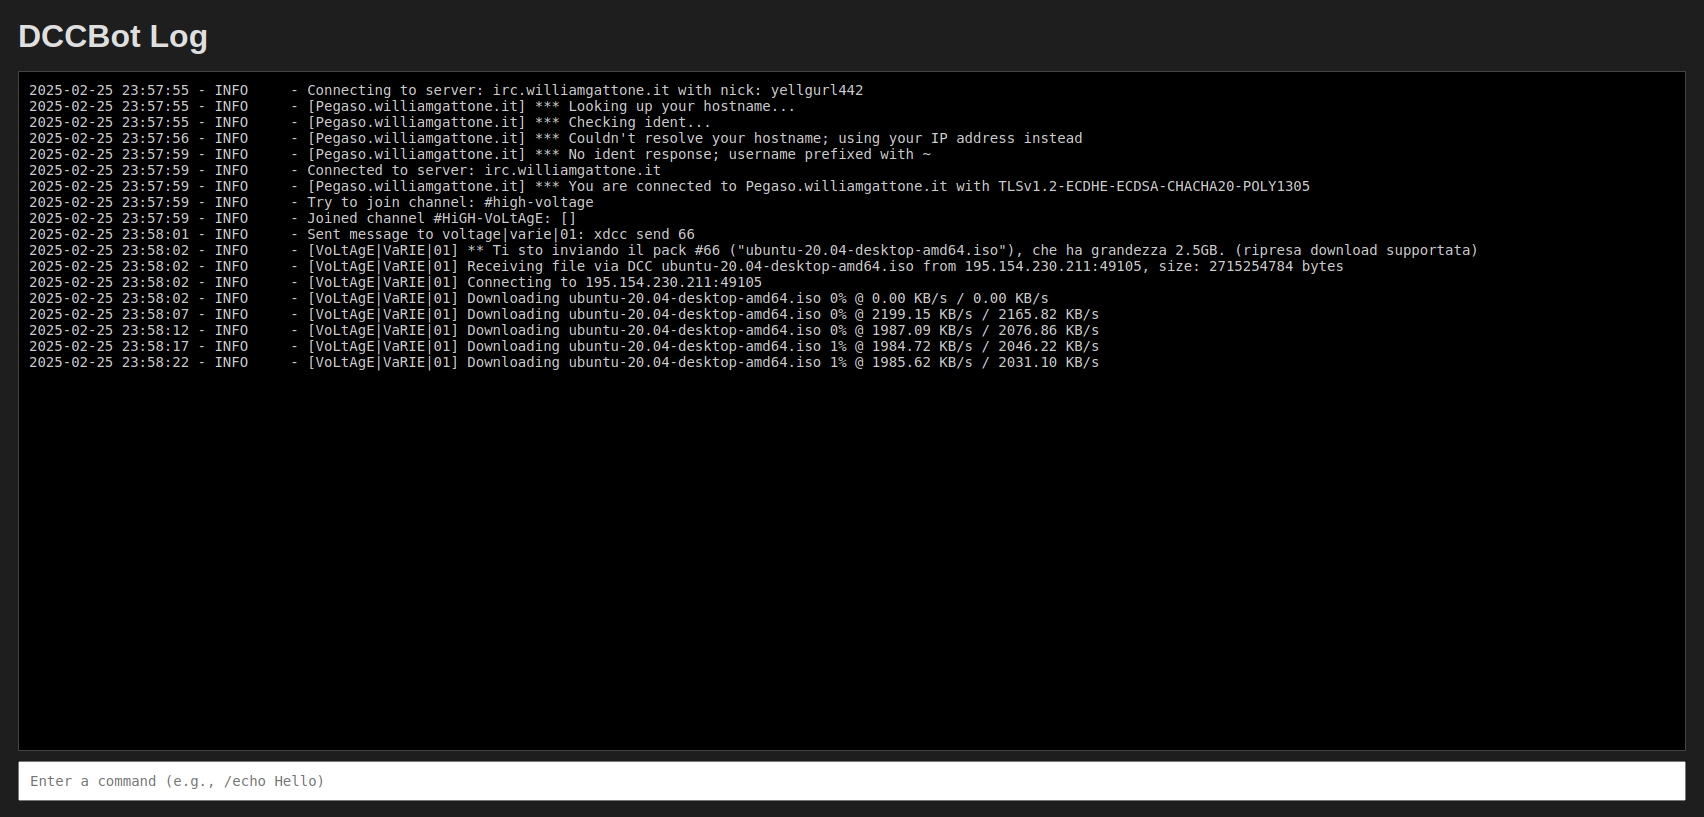 DCCBot Log
2025-02-25 23:57:55 - INFO     - Connecting to server: irc.williamgattone.it with nick: yellgurl442
2025-02-25 23:57:55 - INFO     - [Pegaso.williamgattone.it] *** Looking up your hostname...
2025-02-25 23:57:55 - INFO     - [Pegaso.williamgattone.it] *** Checking ident...
2025-02-25 23:57:56 - INFO     - [Pegaso.williamgattone.it] *** Couldn't resolve your hostname; using your IP address instead
2025-02-25 23:57:59 - INFO     - [Pegaso.williamgattone.it] *** No ident response; username prefixed with ~
2025-02-25 23:57:59 - INFO     - Connected to server: irc.williamgattone.it
2025-02-25 23:57:59 - INFO     - [Pegaso.williamgattone.it] *** You are connected to Pegaso.williamgattone.it with TLSv1.2-ECDHE-ECDSA-CHACHA20-POLY1305
2025-02-25 23:57:59 - INFO     - Try to join channel: #high-voltage
2025-02-25 23:57:59 - INFO     - Joined channel #HiGH-VoLtAgE: []
2025-02-25 23:58:01 - INFO     - Sent message to voltage|varie|01: xdcc send 66
2025-02-25 23:58:02 - INFO     - [VoLtAgE|VaRIE|01] ** Ti sto inviando il pack #66 ("ubuntu-20.04-desktop-amd64.iso"), che ha grandezza 2.5GB. (ripresa download supportata)
2025-02-25 23:58:02 - INFO     - [VoLtAgE|VaRIE|01] Receiving file via DCC ubuntu-20.04-desktop-amd64.iso from 195.154.230.211:49105, size: 2715254784 bytes
2025-02-25 23:58:02 - INFO     - [VoLtAgE|VaRIE|01] Connecting to 195.154.230.211:49105
2025-02-25 23:58:02 - INFO     - [VoLtAgE|VaRIE|01] Downloading ubuntu-20.04-desktop-amd64.iso 0% @ 0.00 KB/s / 0.00 KB/s
2025-02-25 23:58:07 - INFO     - [VoLtAgE|VaRIE|01] Downloading ubuntu-20.04-desktop-amd64.iso 0% @ 2199.15 KB/s / 2165.82 KB/s
2025-02-25 23:58:12 - INFO     - [VoLtAgE|VaRIE|01] Downloading ubuntu-20.04-desktop-amd64.iso 0% @ 1987.09 KB/s / 2076.86 KB/s
2025-02-25 23:58:17 - INFO     - [VoLtAgE|VaRIE|01] Downloading ubuntu-20.04-desktop-amd64.iso 1% @ 1984.72 KB/s / 2046.22 KB/s
2025-02-25 23:58:22 - INFO     - [VoLtAgE|VaRIE|01] Downloading ubuntu-20.04-desktop-amd64.iso 1% @ 1985.62 KB/s / 2031.10 KB/s
Enter a command (e.g., /echo Hello)